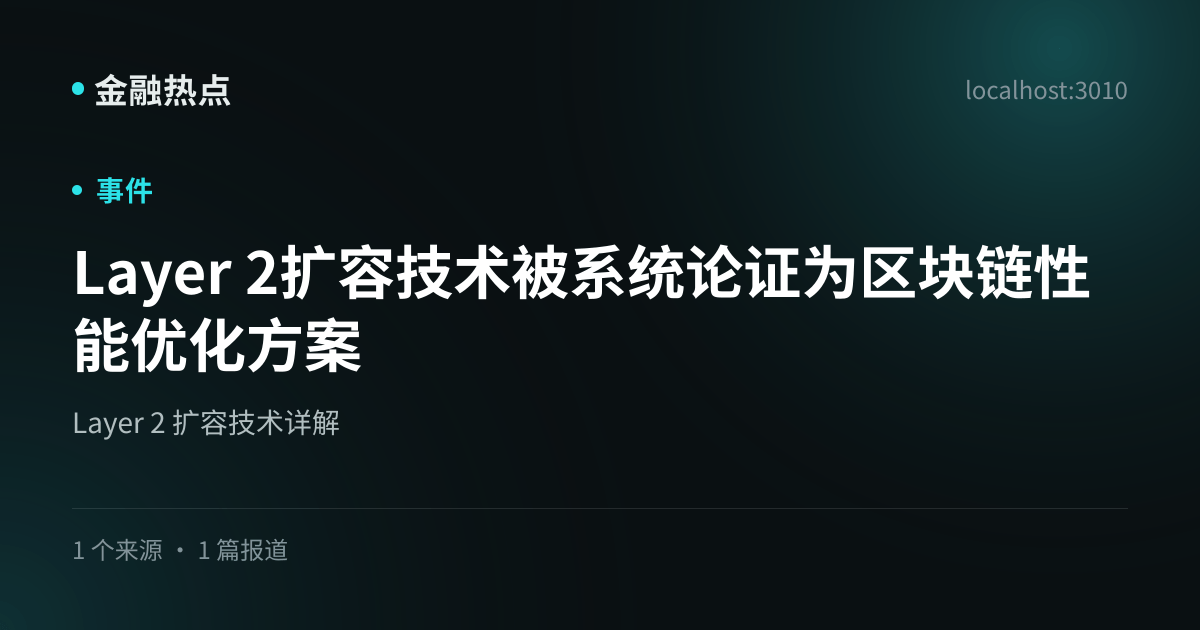 金融热点
localhost:3010
事件
Layer 2扩容技术被系统论证为区块链性
能优化方案
Layer 2 扩容技术详解
1 个来源 · 1 篇报道